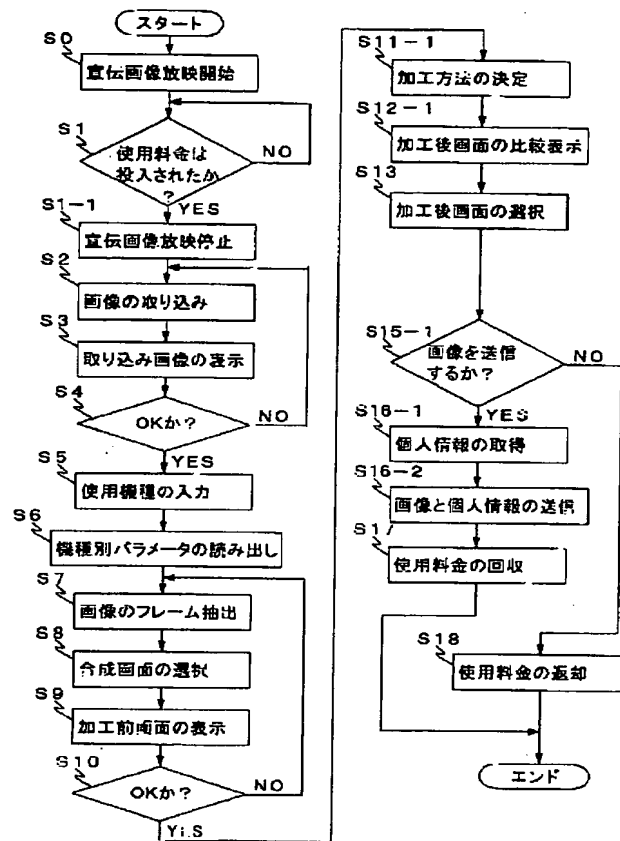 スタート
S0
宣伝画像放映開始
S1
使用料金は
投入されたか
?
NO
YES
S1-1
宣伝画像放映停止
S2
画像の取り込み
S3
取り込み画像の表示
S4
OKか?
NO
YES
S5
使用機種の入力
S6
機種別パラメータの読み出し
S7
画像のフレーム抽出
S8
合成画面の選択
S9
加工前画面の表示
S10
OKか?
NO
Yi.S
S11-1
加工方法の決定
S12-1
加工後画面の比較表示
S13
加工後画面の選択
S15-1
画像を送信
するか?
NO
YES
S16-1
個人情報の取得
S16-2
画像と個人情報の送信
S17
使用料金の回収
S18
使用料金の返却
エンド